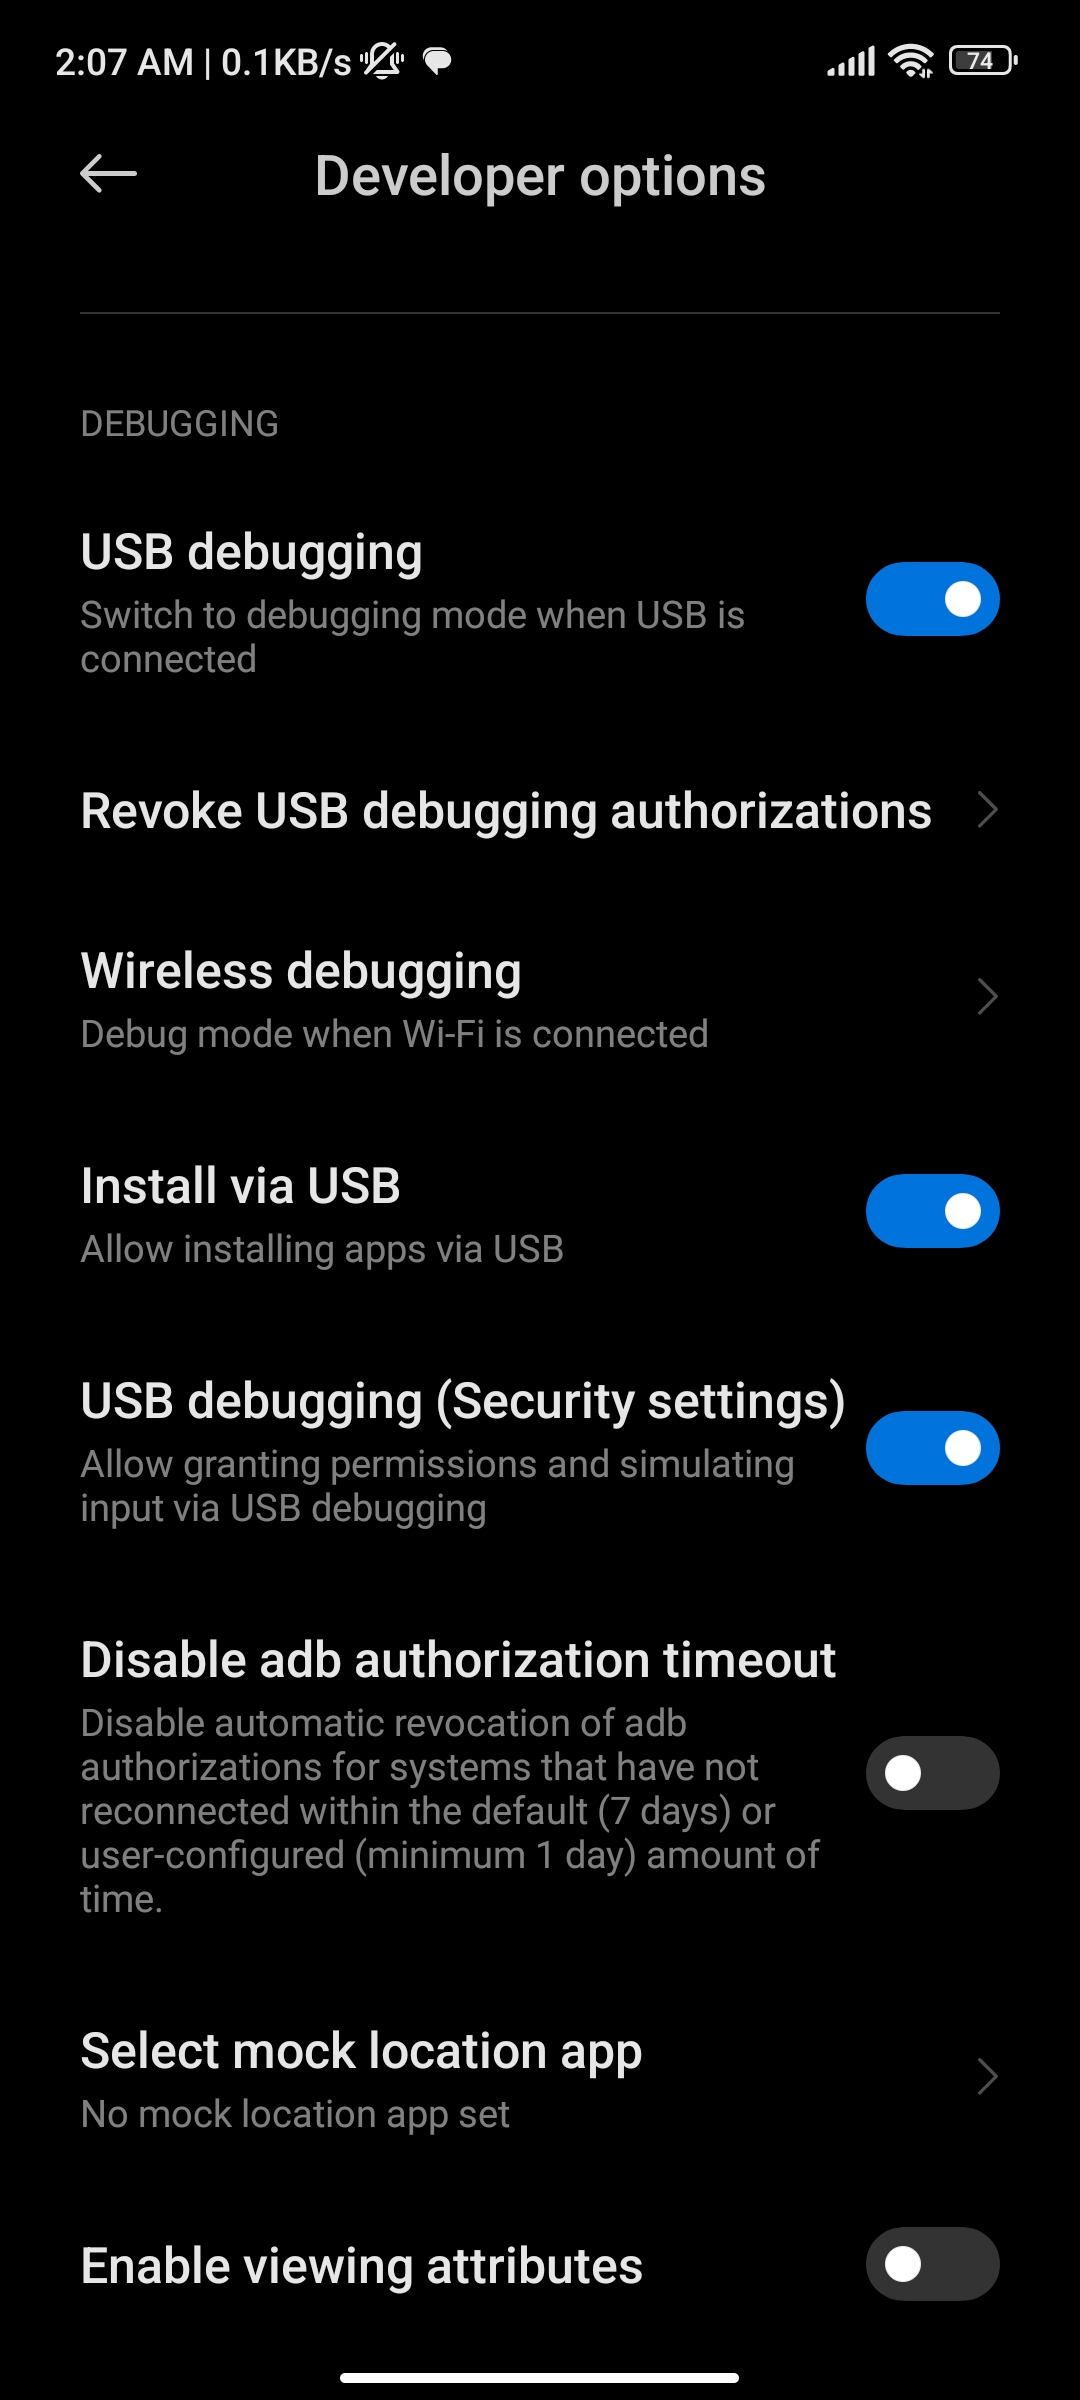 2:07 AM | 0.1KB/s
74
Developer options
DEBUGGING
USB debugging
Switch to debugging mode when USB is
connected
Revoke USB debugging authorizations
Wireless debugging
Debug mode when Wi-Fi is connected
Install via USB
Allow installing apps via USB
USB debugging (Security settings)
Allow granting permissions and simulating
input via USB debugging
Disable adb authorization timeout
Disable automatic revocation of adb
authorizations for systems that have not
reconnected within the default (7 days) or
user-configured (minimum 1 day) amount of
time.
Select mock location app
No mock location app set
Enable viewing attributes